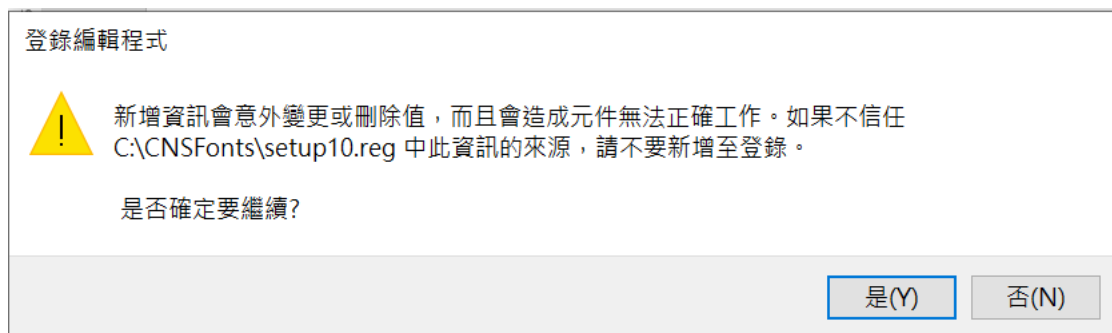 登錄編輯程式
新增資訊會意外變更或刪除值，而且會造成元件無法正確工作。如果不信任
C:\CNSFonts\setup10.reg 中此資訊的來源，請不要新增至登錄。
是否確定要繼續?
是(Y)
否(N)